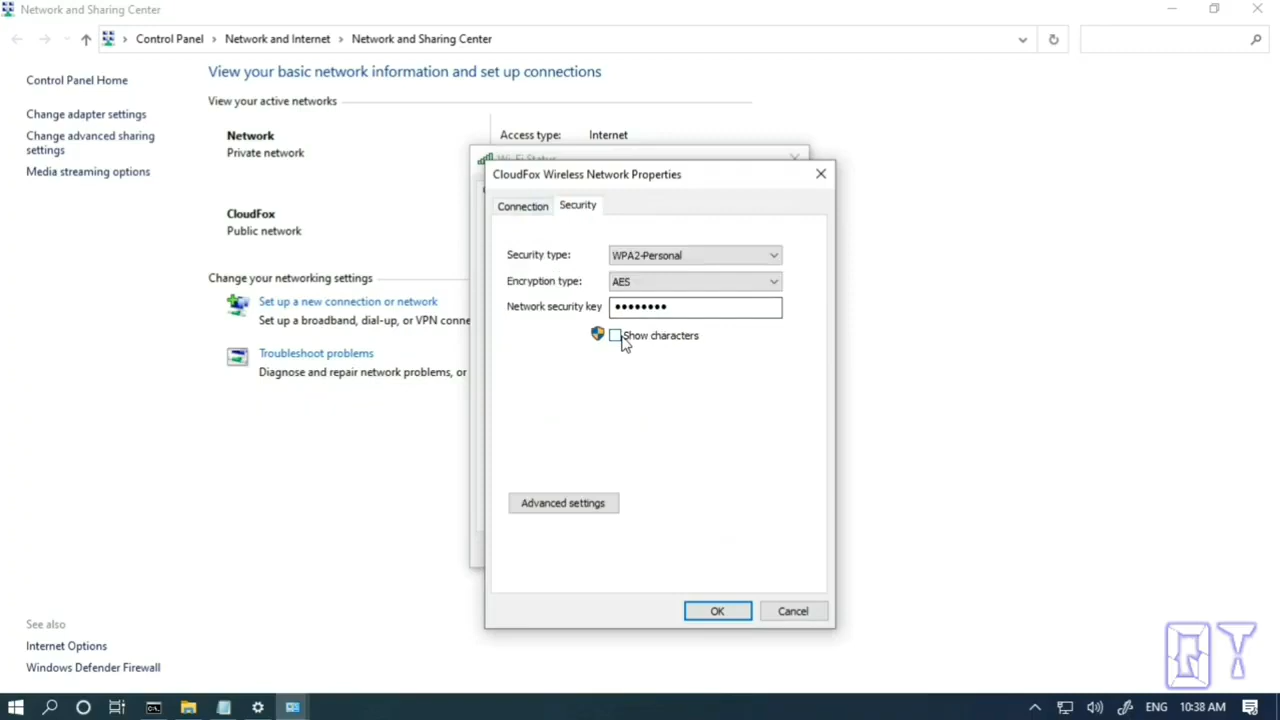 Network and Sharing Center
Control Panel > Network and Internet > Network and Sharing Center
Control Panel Home
Change adapter settings
Change advanced sharing
settings
Media streaming options
View your basic network information and set up connections
View your active networks
Network
Private network
Access type: Internet
CloudFox
Public network
Change your networking settings
Set up a new connection or network
Set up a broadband, dial-up, or VPN conne
Troubleshoot problems
Diagnose and repair network problems, or
Wi-Fi Status
CloudFox Wireless Network Properties
Connection Security
Security type: WPA2-Personal
Encryption type: AES
Network security key ••••••••
Show characters
Advanced settings
OK Cancel
See also
Internet Options
Windows Defender Firewall
ENG 10:38 AM